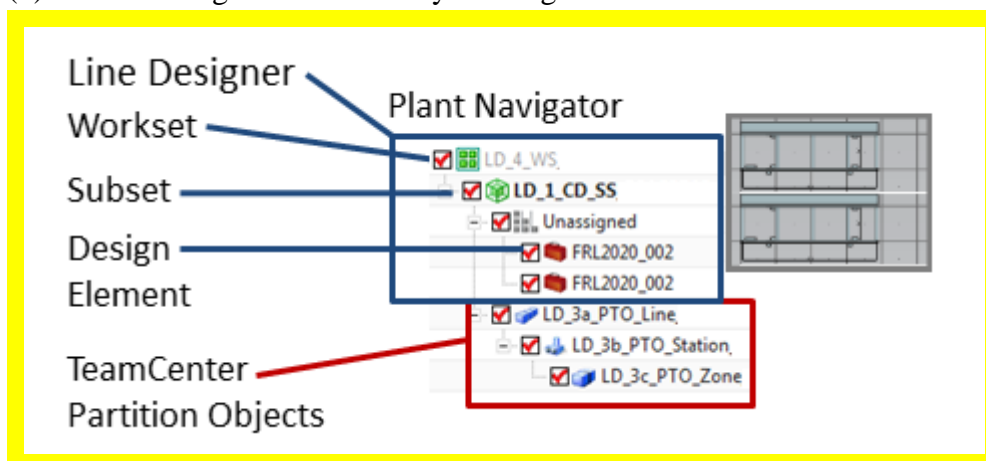 Line Designer
Plant Navigator
Workset
LD_4_WS
Subset
LD_1_CD_SS
Unassigned
Design
Element
FRL2020_002
FRL2020_002
LD_3a_PTO_Line
LD_3b_PTO_Station
LD_3c_PTO_Zone
TeamCenter
Partition Objects